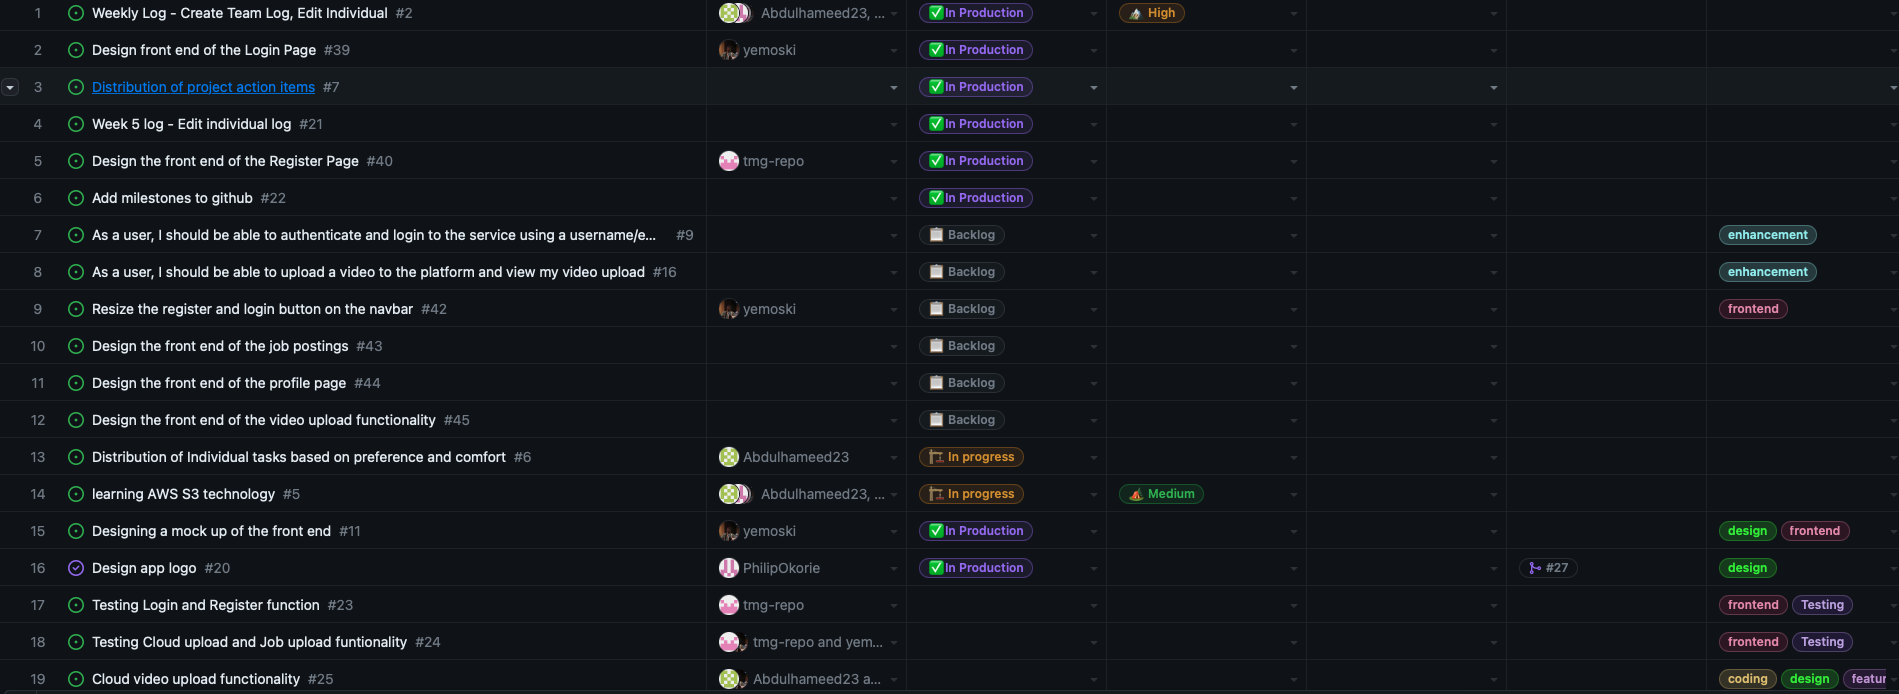 1 Weekly Log - Create Team Log, Edit Individual #2 Abdulhameed23, ... In Production High
2 Design front end of the Login Page #39 yemoski In Production
3 Distribution of project action items #7 In Production
4 Week 5 log - Edit individual log #21 In Production
5 Design the front end of the Register Page #40 tmg-repo In Production
6 Add milestones to github #22 In Production
7 As a user, I should be able to authenticate and login to the service using a username/e... #9 Backlog enhancement
8 As a user, I should be able to upload a video to the platform and view my video upload #16 Backlog enhancement
9 Resize the register and login button on the navbar #42 yemoski Backlog frontend
10 Design the front end of the job postings #43 Backlog
11 Design the front end of the profile page #44 Backlog
12 Design the front end of the video upload functionality #45 Backlog
13 Distribution of Individual tasks based on preference and comfort #6 Abdulhameed23 In progress
14 learning AWS S3 technology #5 Abdulhameed23, ... In progress Medium
15 Designing a mock up of the front end #11 yemoski In Production design frontend
16 Design app logo #20 PhilipOkorie In Production #27 design
17 Testing Login and Register function #23 tmg-repo frontend Testing
18 Testing Cloud upload and Job upload funtionality #24 tmg-repo and yem... frontend Testing
19 Cloud video upload functionality #25 Abdulhameed23 a... coding design featur